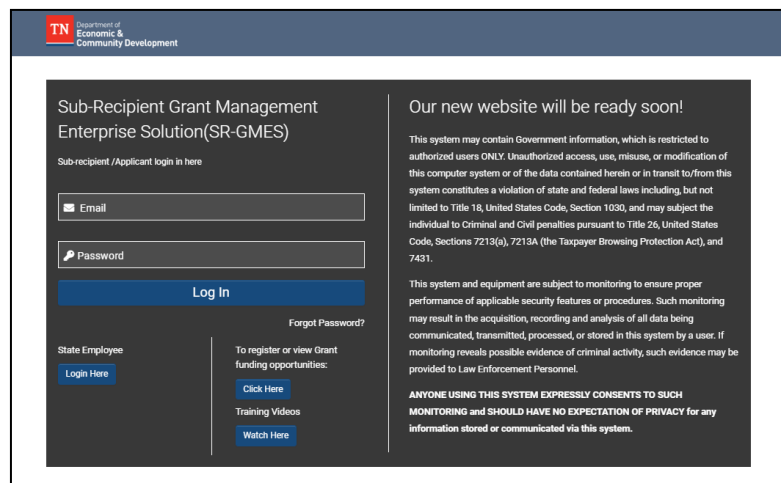 TN
Department of
Economic &
Community Development
Sub-Recipient Grant Management
Enterprise Solution(SR-GMES)
Sub-recipient /Applicant login in here
Email
Password
Log In
Forgot Password?
State Employee
Login Here
To register or view Grant
funding opportunities:
Click Here
Training Videos
Watch Here
Our new website will be ready soon!
This system may contain Government information, which is restricted to
authorized users ONLY. Unauthorized access, use, misuse, or modification of
this computer system or of the data contained herein or in transit to/from this
system constitutes a violation of state and federal laws including, but not
limited to Title 18, United States Code, Section 1030, and may subject the
individual to Criminal and Civil penalties pursuant to Title 26, United States
Code, Sections 7213(a), 7213A (the Taxpayer Browsing Protection Act), and
7431.
This system and equipment are subject to monitoring to ensure proper
performance of applicable security features or procedures. Such monitoring
may result in the acquisition, recording and analysis of all data being
communicated, transmitted, processed, or stored in this system by a user. If
monitoring reveals possible evidence of criminal activity, such evidence may be
provided to Law Enforcement Personnel.
ANYONE USING THIS SYSTEM EXPRESSLY CONSENTS TO SUCH
MONITORING and SHOULD HAVE NO EXPECTATION OF PRIVACY for any
information stored or communicated via this system.